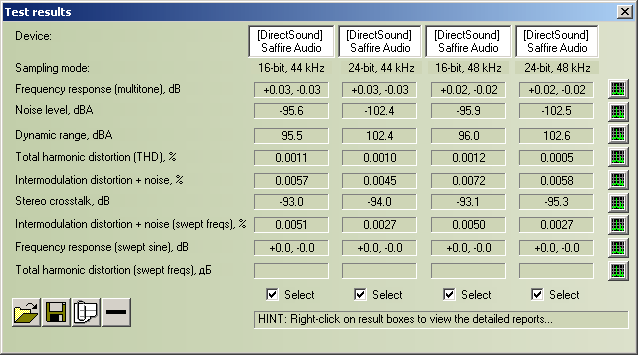 Test results
Device: [DirectSound] Saffire Audio [DirectSound] Saffire Audio [DirectSound] Saffire Audio [DirectSound] Saffire Audio
Sampling mode: 16-bit, 44 kHz 24-bit, 44 kHz 16-bit, 48 kHz 24-bit, 48 kHz
Frequency response (multitone), dB +0.03, -0.03 +0.03, -0.03 +0.02, -0.02 +0.02, -0.02
Noise level, dBA -95.6 -102.4 -95.9 -102.5
Dynamic range, dBA 95.5 102.4 96.0 102.6
Total harmonic distortion (THD), % 0.0011 0.0010 0.0012 0.0005
Intermodulation distortion + noise, % 0.0057 0.0045 0.0072 0.0058
Stereo crosstalk, dB -93.0 -94.0 -93.1 -95.3
Intermodulation distortion + noise (swept freqs), % 0.0051 0.0027 0.0050 0.0027
Frequency response (swept sine), dB +0.0, -0.0 +0.0, -0.0 +0.0, -0.0 +0.0, -0.0
Total harmonic distortion (swept freqs), дБ
Select Select Select Select
HINT: Right-click on result boxes to view the detailed reports...